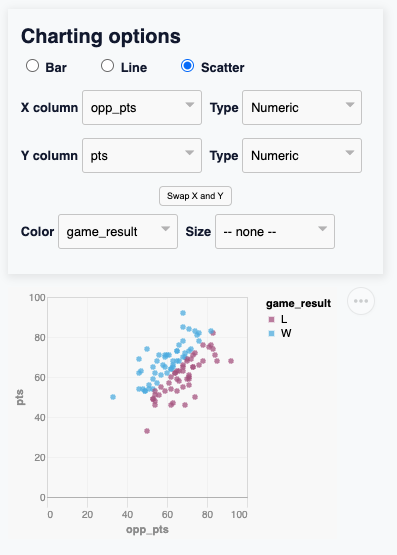 Charting options
Bar Line Scatter
X column opp_pts Type Numeric
Y column pts Type Numeric
Swap X and Y
Color game_result Size -- none --
game_result
L
W
100
80
60
40
20
0
pts
0 20 40 60 80 100
opp_pts